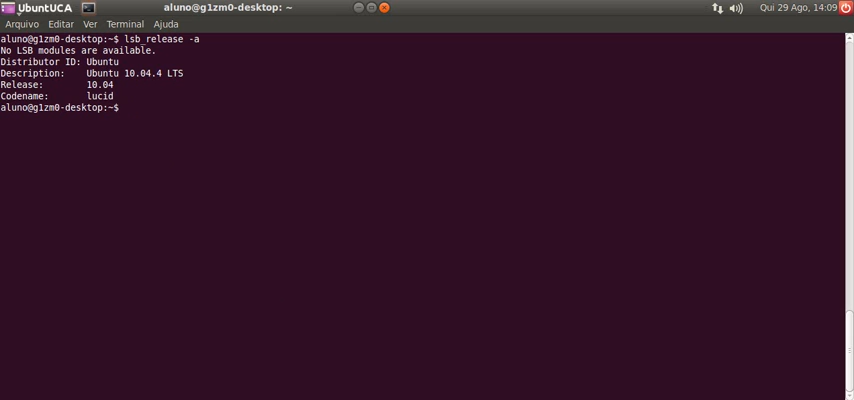 UbuntUCA
aluno@g1zm0-desktop: ~
Qui 29 Ago, 14:09
Arquivo Editar Ver Terminal Ajuda
aluno@g1zm0-desktop:~$ lsb_release -a
No LSB modules are available.
Distributor ID: Ubuntu
Description:    Ubuntu 10.04.4 LTS
Release:        10.04
Codename:       lucid
aluno@g1zm0-desktop:~$